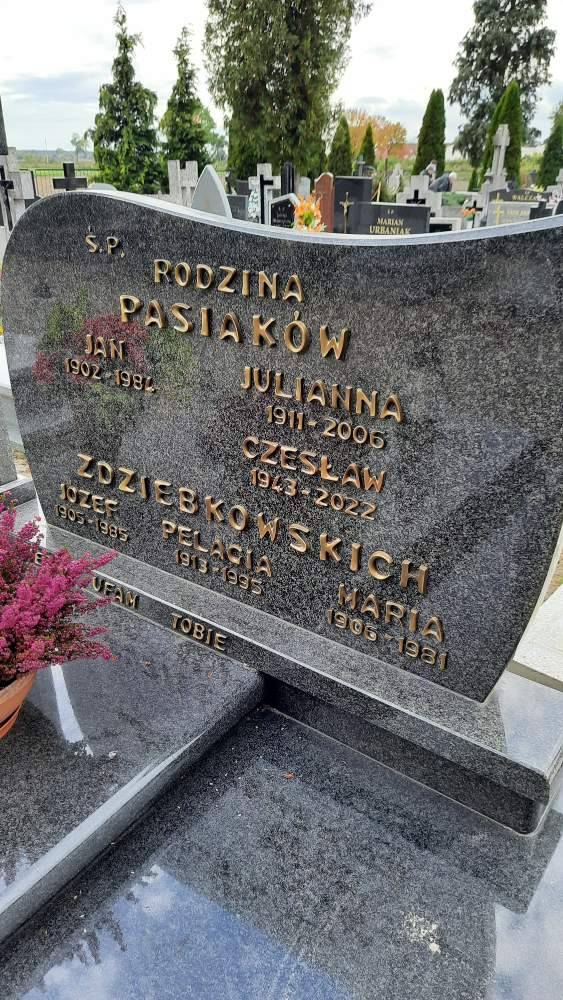 Ś.P.
RODZINA
PASIAKÓW
JAN
1902-1984
JULIANNA
1911-2006
CZESŁAW
1943-2022
ZDZIEBKOWSKICH
JÓZEF
1905-1985
PELAGIA
1913-1995
MARIA
1906-1981
UFAM TOBIE
MARIAN
URBANIAK